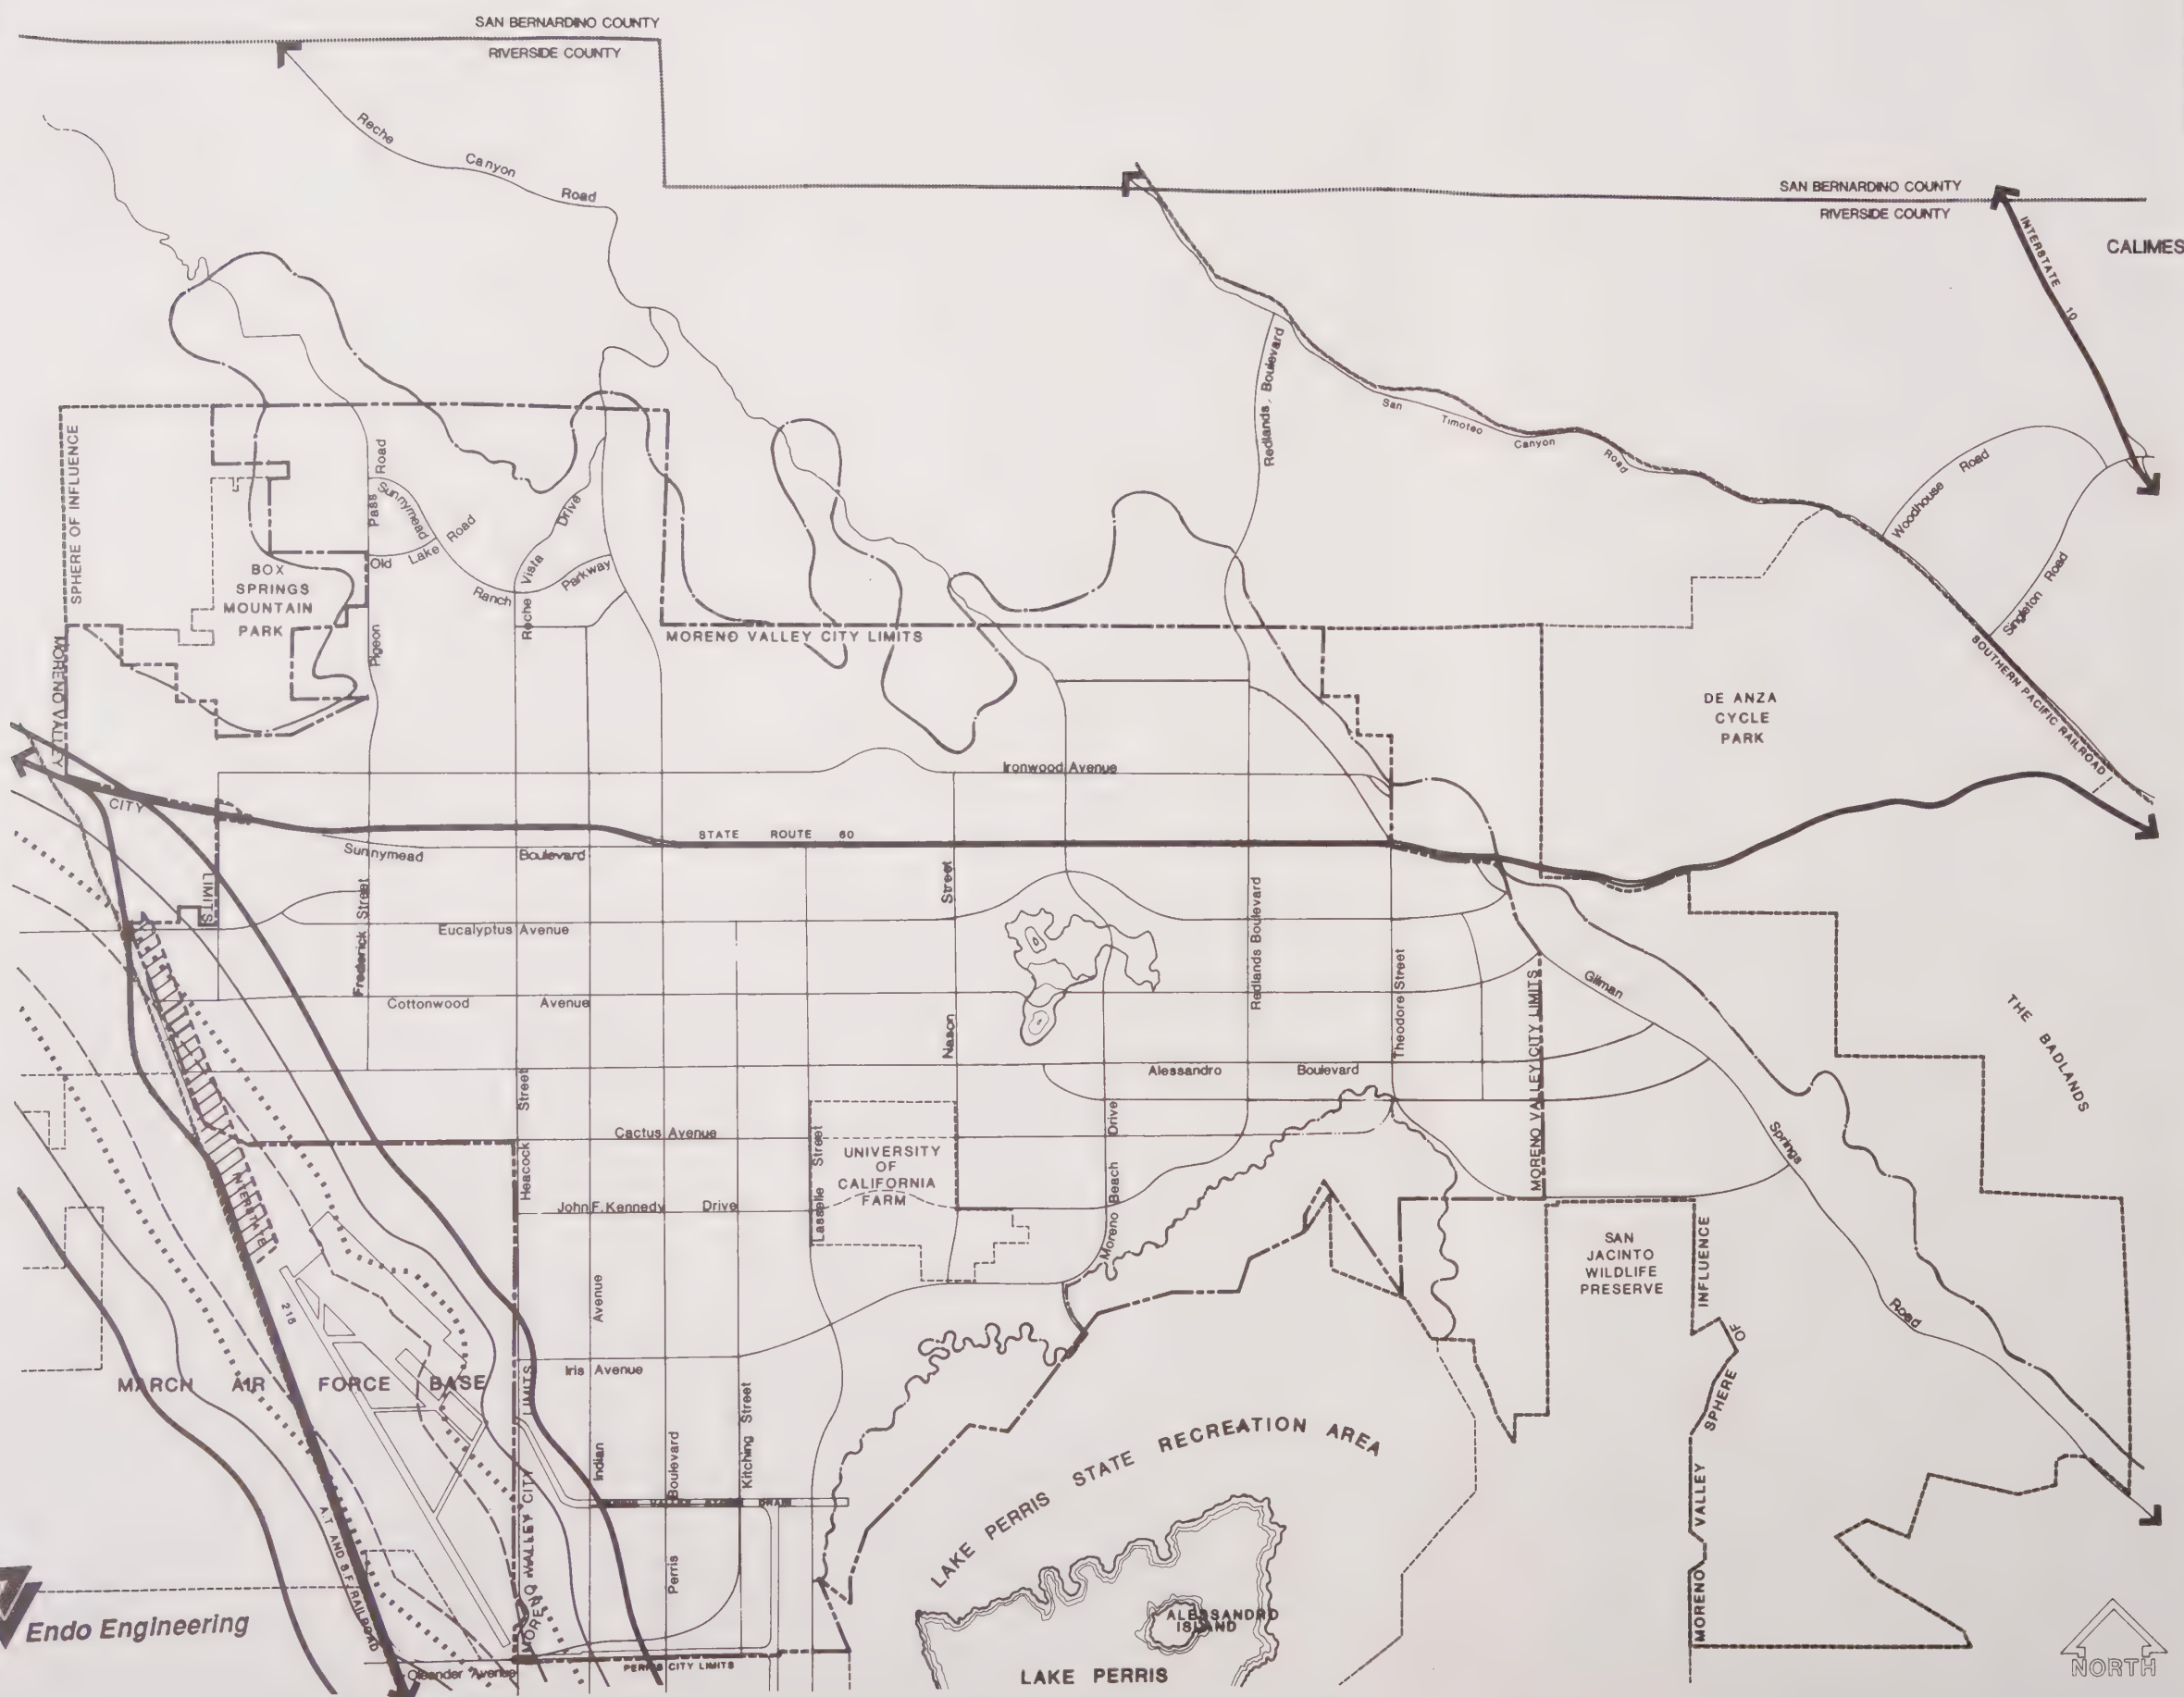 SAN BERNARDINO COUNTY
RIVERSIDE COUNTY
Reche Canyon Road
SAN BERNARDINO COUNTY
RIVERSIDE COUNTY
INTERSTATE 10
CALIMES
Redlands Boulevard
San Timoteo Canyon Road
Woodhouse Road
Singleton Road
SOUTHERN PACIFIC RAILROAD
SPHERE OF INFLUENCE
MORENO VALLEY
CITY
LIMITS
BOX
SPRINGS
MOUNTAIN
PARK
Pigeon Pass Road
Sunnymead Ranch Parkway
Old Lake Road
Reche Vista Drive
MORENO VALLEY CITY LIMITS
DE ANZA
CYCLE
PARK
Ironwood Avenue
STATE ROUTE 60
Sunnymead Boulevard
Frederick Street
Eucalyptus Avenue
Cottonwood Avenue
Nason Street
Redlands Boulevard
Theodore Street
MORENO VALLEY CITY LIMITS
Gilman Springs Road
THE BADLANDS
Alessandro Boulevard
Heacock Street
Cactus Avenue
UNIVERSITY
OF
CALIFORNIA
FARM
Lasselle Street
Moreno Beach Drive
John F. Kennedy Drive
SAN
JACINTO
WILDLIFE
PRESERVE
MORENO VALLEY SPHERE OF INFLUENCE
INTERSTATE 215
MARCH AIR FORCE BASE
Iris Avenue
Indian Avenue
Perris Boulevard
Kitching Street
MORENO VALLEY CITY LIMITS
DRAIN
A.T. AND S.F. RAILROAD
LAKE PERRIS STATE RECREATION AREA
ALESSANDRO
ISLAND
LAKE PERRIS
Oleander Avenue
PERRIS CITY LIMITS
Endo Engineering
NORTH